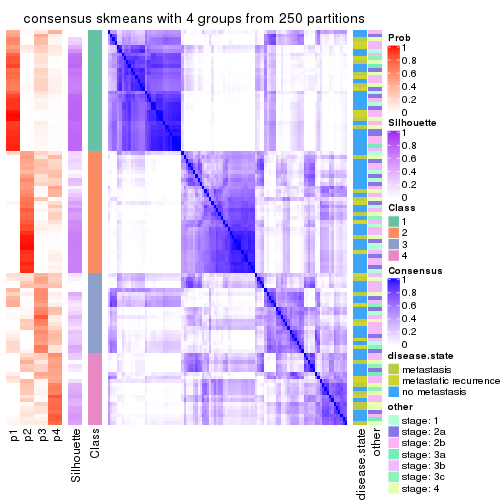 consensus skmeans with 4 groups from 250 partitions
p1
p2
p3
p4
Silhouette
Class
disease.state
other
Prob
1
0.8
0.6
0.4
0.2
0
Silhouette
1
0.8
0.6
0.4
0.2
0
Class
1
2
3
4
Consensus
1
0.8
0.6
0.4
0.2
0
disease.state
metastasis
metastatic recurrence
no metastasis
other
stage: 1
stage: 2a
stage: 2b
stage: 3a
stage: 3b
stage: 3c
stage: 4